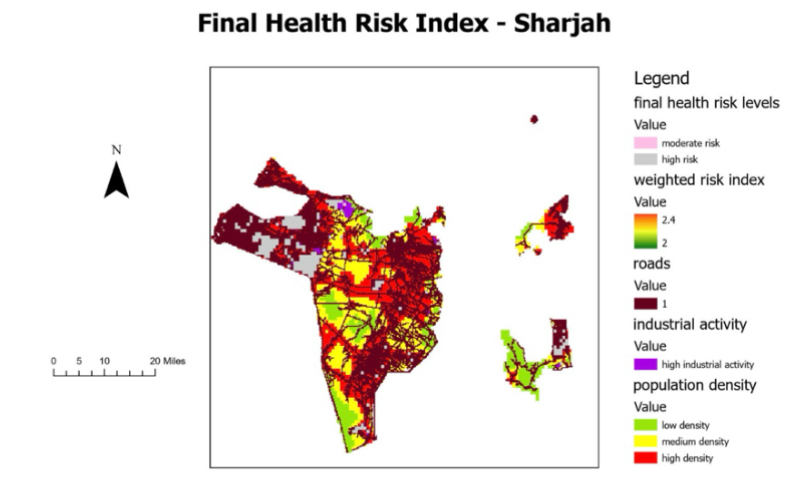 Final Health Risk Index - Sharjah
N
0 5 10 20 Miles
Legend
final health risk levels
Value
moderate risk
high risk
weighted risk index
Value
2.4
2
roads
Value
1
industrial activity
Value
high industrial activity
population density
Value
low density
medium density
high density